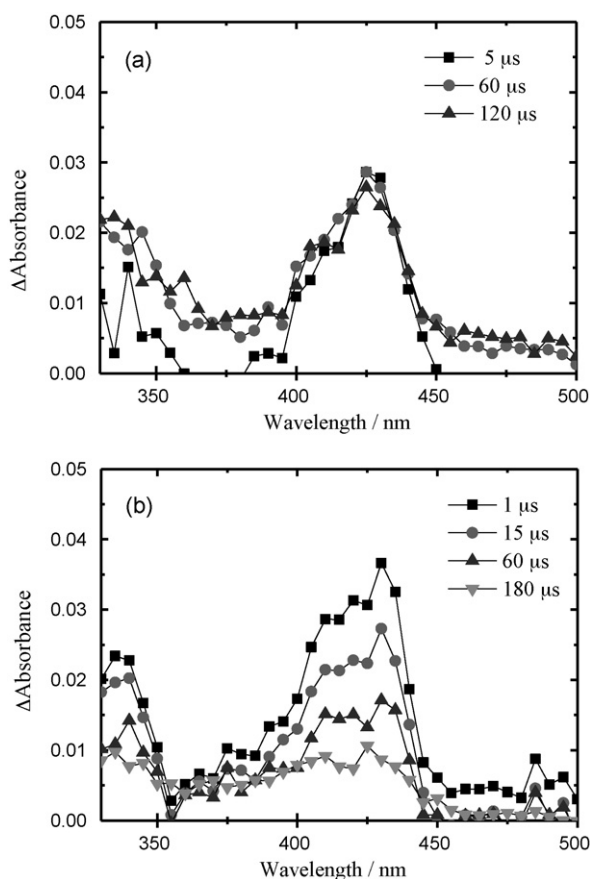 (a)
5 µs
60 µs
120 µs
0.05
0.04
0.03
0.02
0.01
0.00
ΔAbsorbance
350
400
450
500
Wavelength / nm
(b)
1 µs
15 µs
60 µs
180 µs
0.05
0.04
0.03
0.02
0.01
0.00
ΔAbsorbance
350
400
450
500
Wavelength / nm